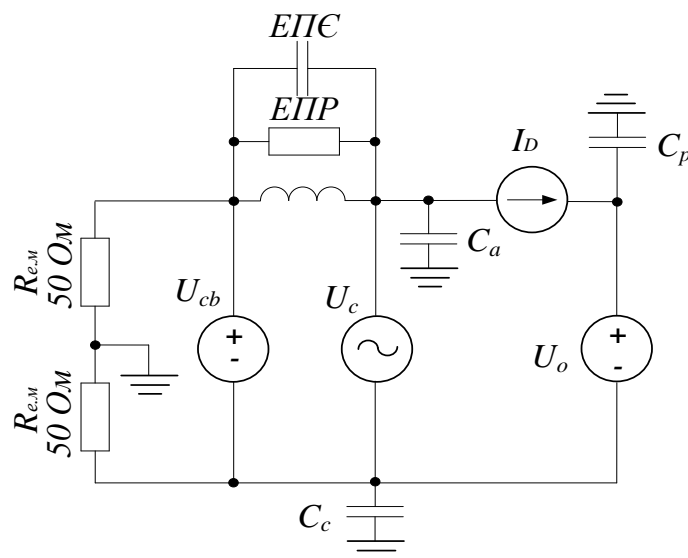 ЕПЄ
ЕПР
I_D
C_p
R_е.м
50 Ом
U_cb
+
-
U_c
C_a
U_o
+
-
R_е.м
50 Ом
C_c